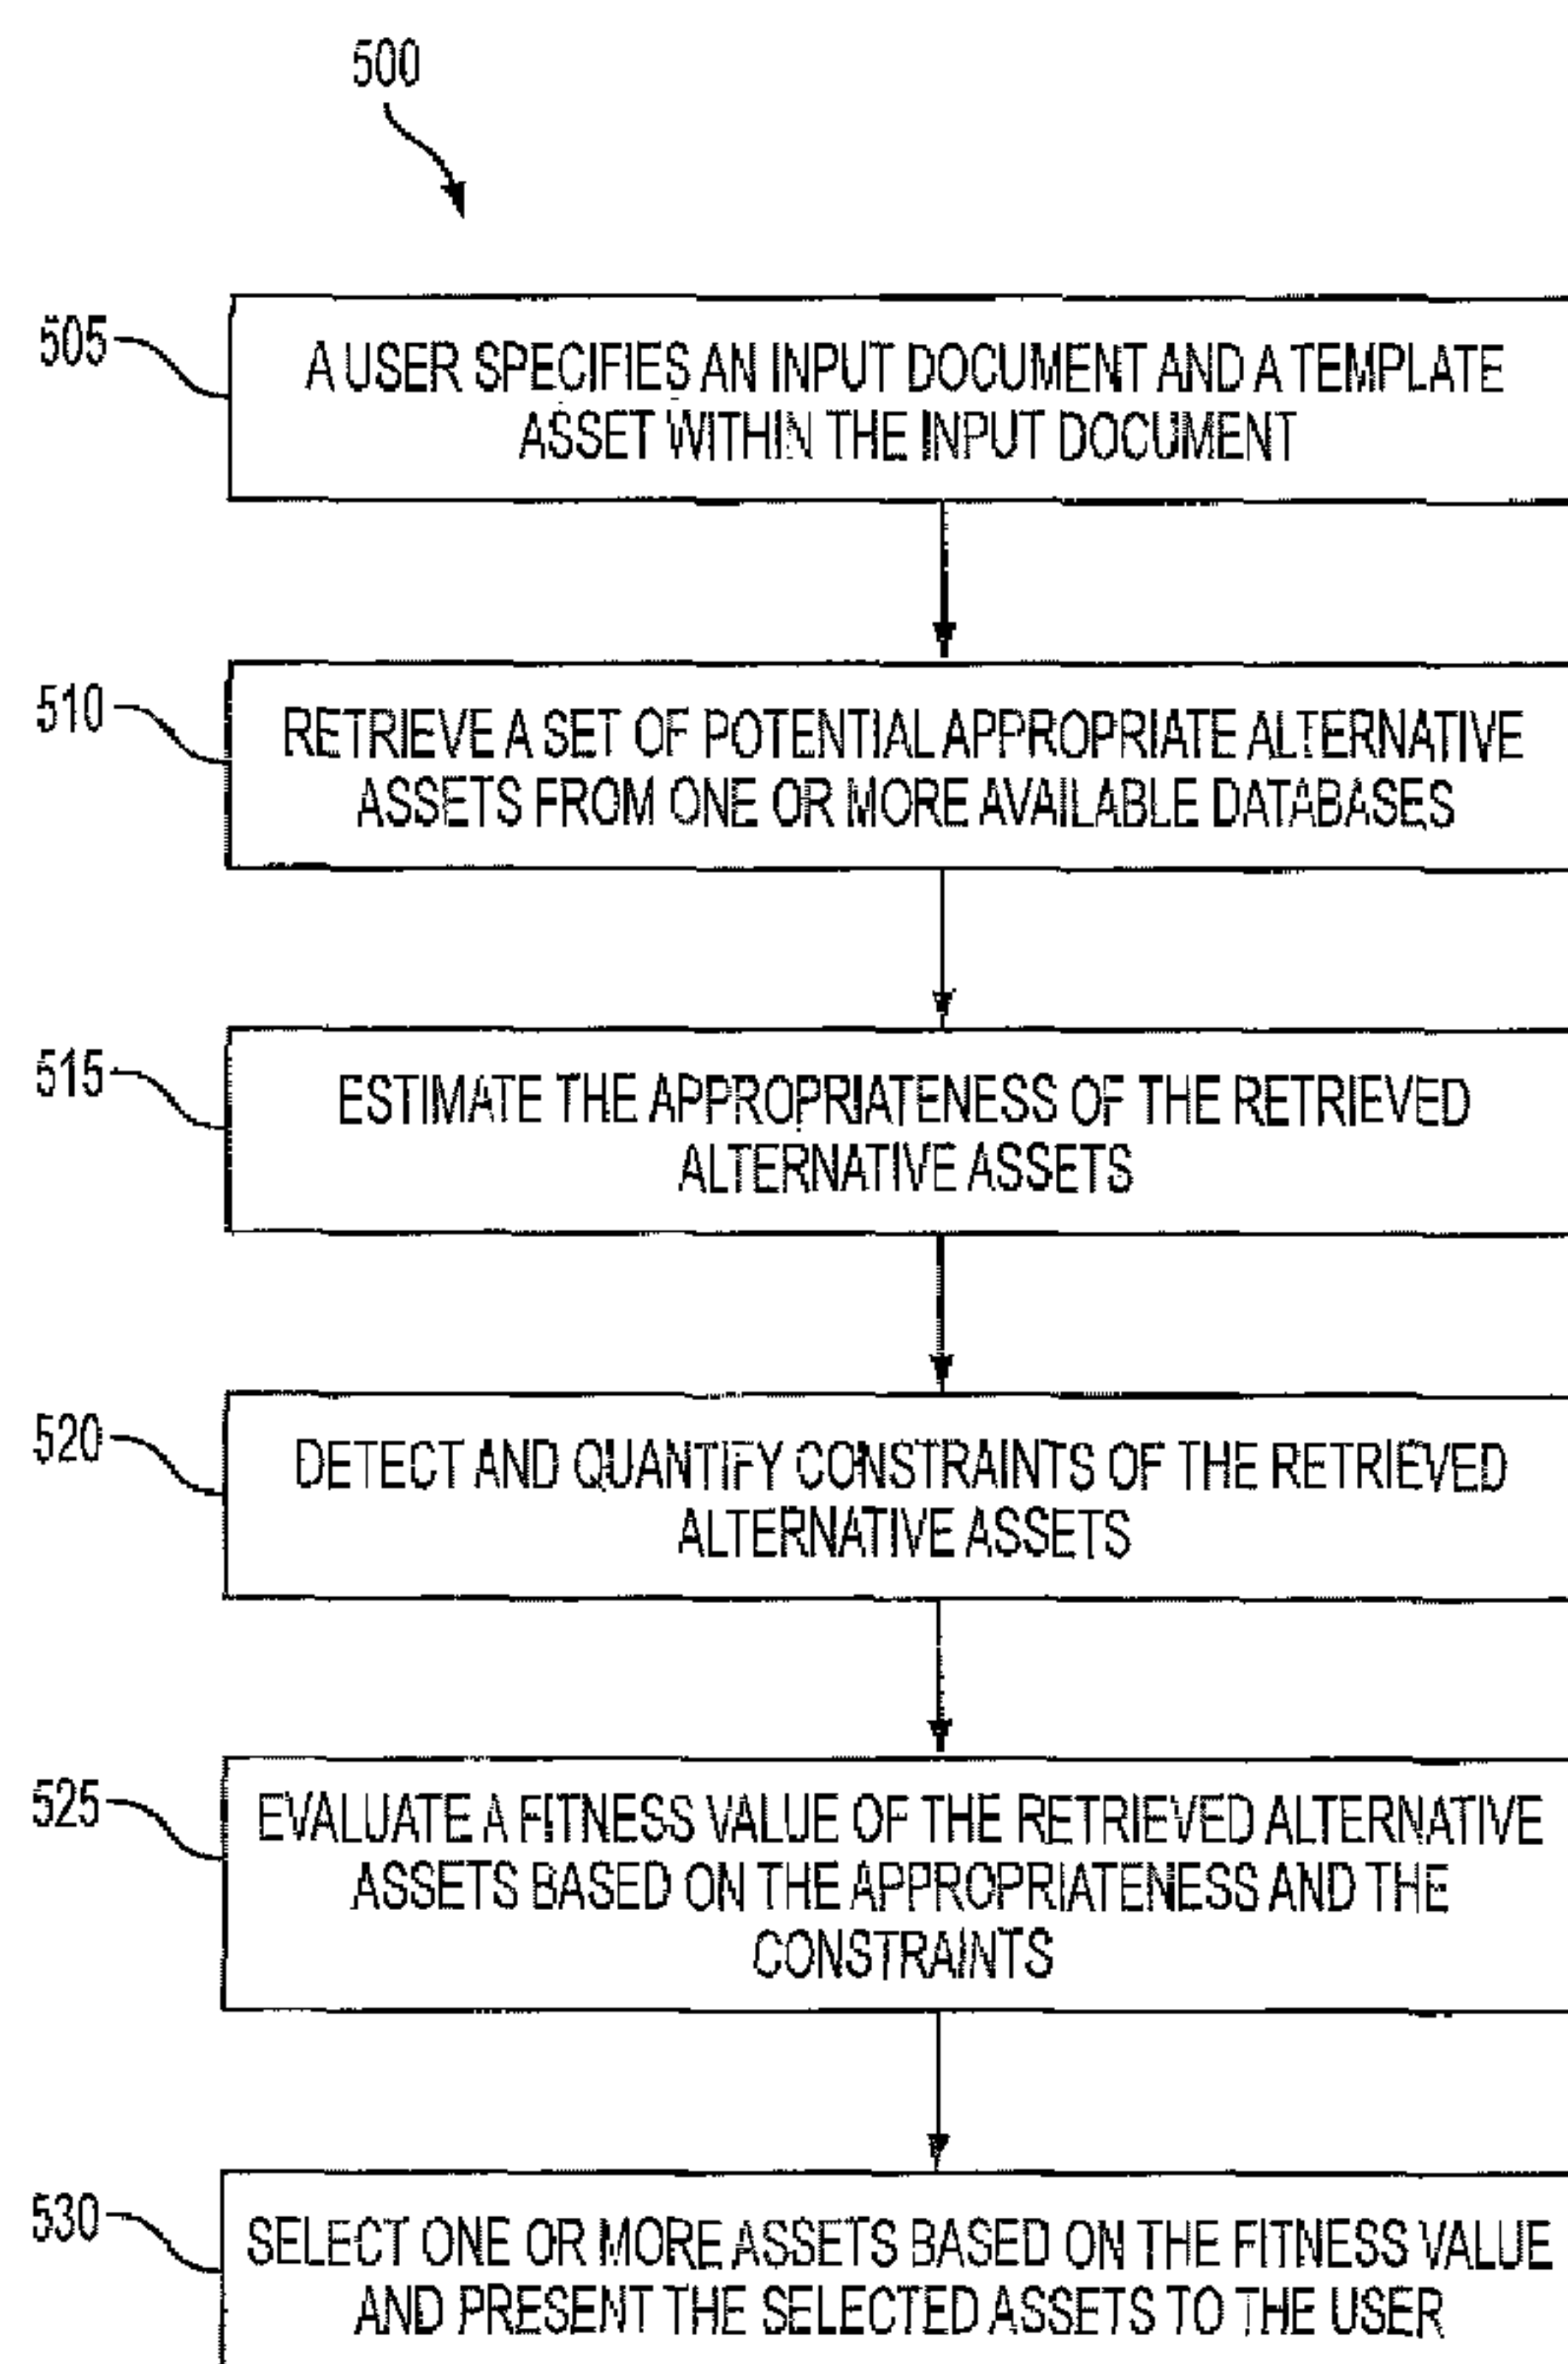 500
505
A USER SPECIFIES AN INPUT DOCUMENT AND A TEMPLATE
ASSET WITHIN THE INPUT DOCUMENT
510
RETRIEVE A SET OF POTENTIAL APPROPRIATE ALTERNATIVE
ASSETS FROM ONE OR MORE AVAILABLE DATABASES
515
ESTIMATE THE APPROPRIATENESS OF THE RETRIEVED
ALTERNATIVE ASSETS
520
DETECT AND QUANTIFY CONSTRAINTS OF THE RETRIEVED
ALTERNATIVE ASSETS
525
EVALUATE A FITNESS VALUE OF THE RETRIEVED ALTERNATIVE
ASSETS BASED ON THE APPROPRIATENESS AND THE
CONSTRAINTS
530
SELECT ONE OR MORE ASSETS BASED ON THE FITNESS VALUE
AND PRESENT THE SELECTED ASSETS TO THE USER